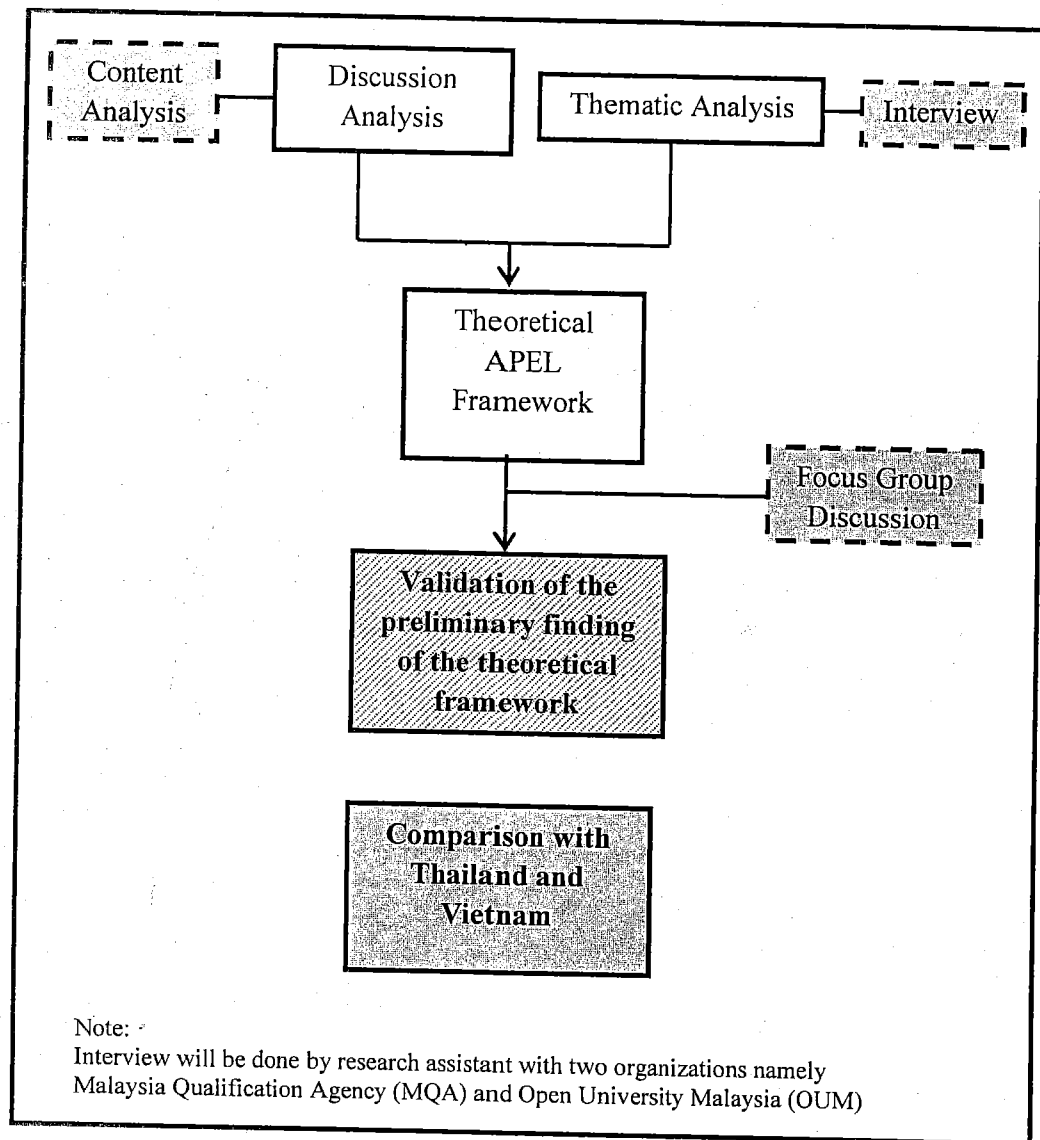 Content
Analysis
Discussion
Analysis
Thematic Analysis
Interview
Theoretical
APEL
Framework
Focus Group
Discussion
Validation of the
preliminary finding
of the theoretical
framework
Comparison with
Thailand and
Vietnam
Note:
Interview will be done by research assistant with two organizations namely
Malaysia Qualification Agency (MQA) and Open University Malaysia (OUM)